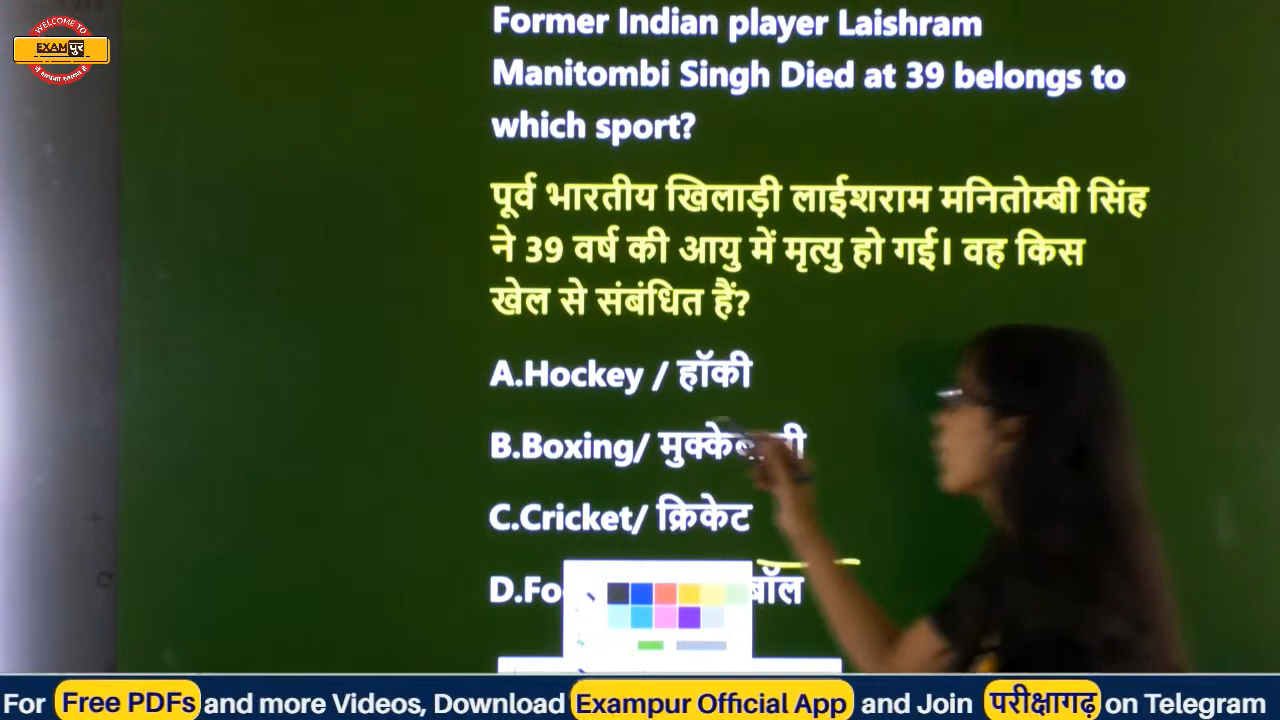 WELCOME TO
EXAMपुर
Former Indian player Laishram
Manitombi Singh Died at 39 belongs to
which sport?
पूर्व भारतीय खिलाड़ी लाईशराम मनितोम्बी सिंह
ने 39 वर्ष की आयु में मृत्यु हो गई। वह किस
खेल से संबंधित हैं?
A.Hockey / हॉकी
B.Boxing/
C.Cricket/ क्रिकेट
For Free PDFs and more Videos, Download Exampur Official App and Join परीक्षागढ़ on Telegram